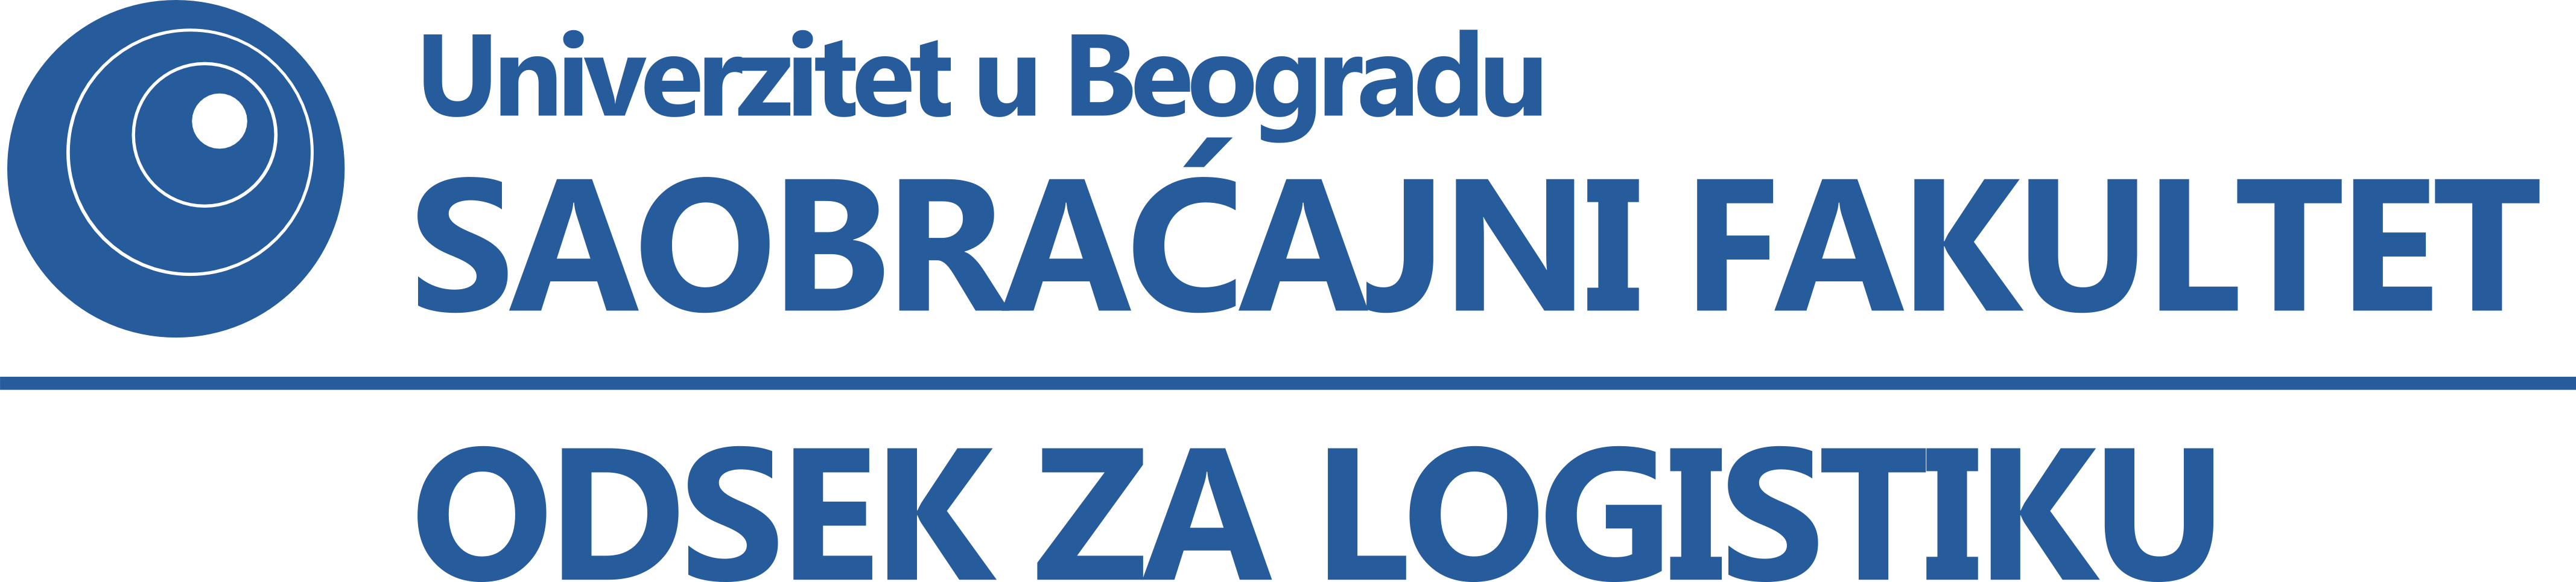 Univerzitet u Beogradu
SAOBRAĆAJNI FAKULTET
ODSEK ZA LOGISTIKU